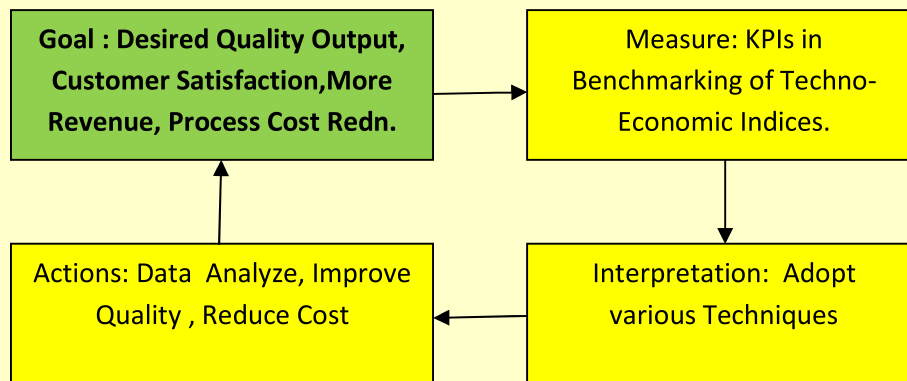 Goal : Desired Quality Output,
Customer Satisfaction,More
Revenue, Process Cost Redn.
Measure: KPIs in
Benchmarking of Techno-
Economic Indices.
Actions: Data  Analyze, Improve
Quality , Reduce Cost
Interpretation:  Adopt
various Techniques